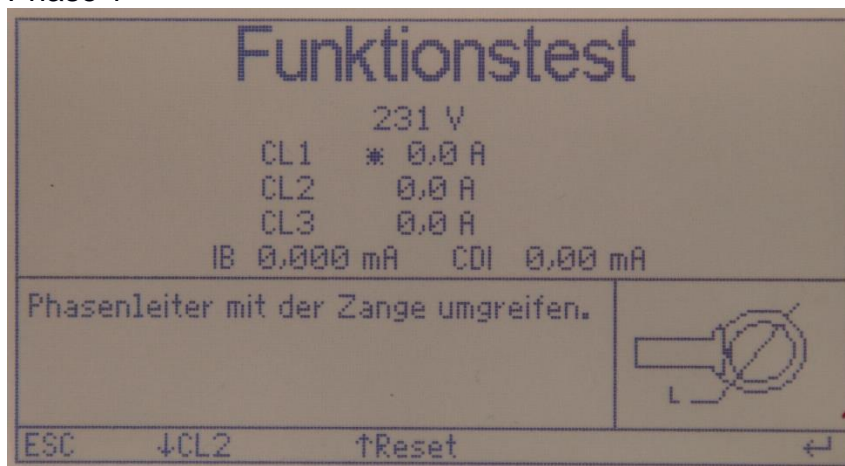 Funktionstest
231 V
CL1 * 0,0 A
CL2 0,0 A
CL3 0,0 A
IB 0,000 mA CDI 0,00 mA
Phasenleiter mit der Zange umgreifen.
L
ESC ↓CL2 ↑Reset ↵